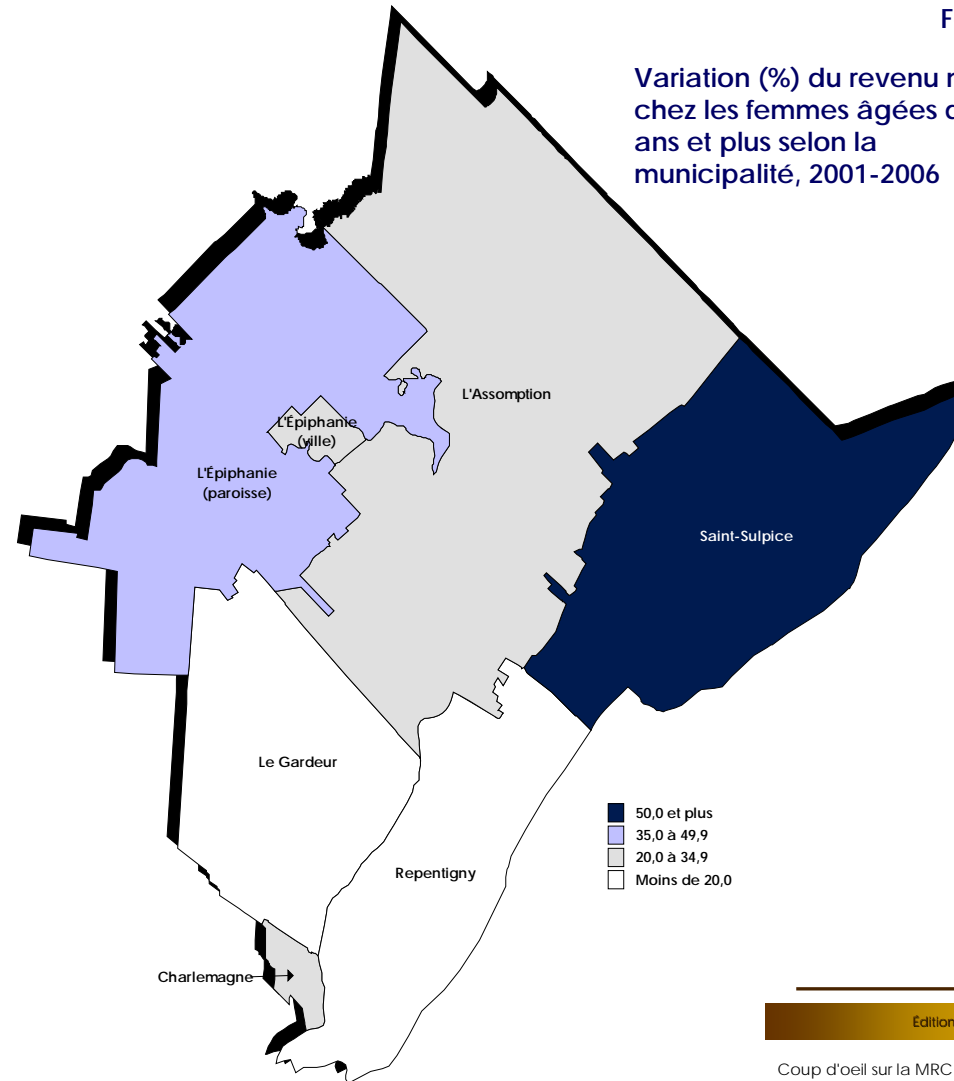 F
Variation (%) du revenu
chez les femmes âgées
ans et plus selon la
municipalité, 2001-2006
L'Assomption
L'Épiphanie
(ville)
L'Épiphanie
(paroisse)
Saint-Sulpice
Le Gardeur
50,0 et plus
35,0 à 49,9
20,0 à 34,9
Moins de 20,0
Repentigny
Charlemagne
Édition
Coup d'oeil sur la MRC